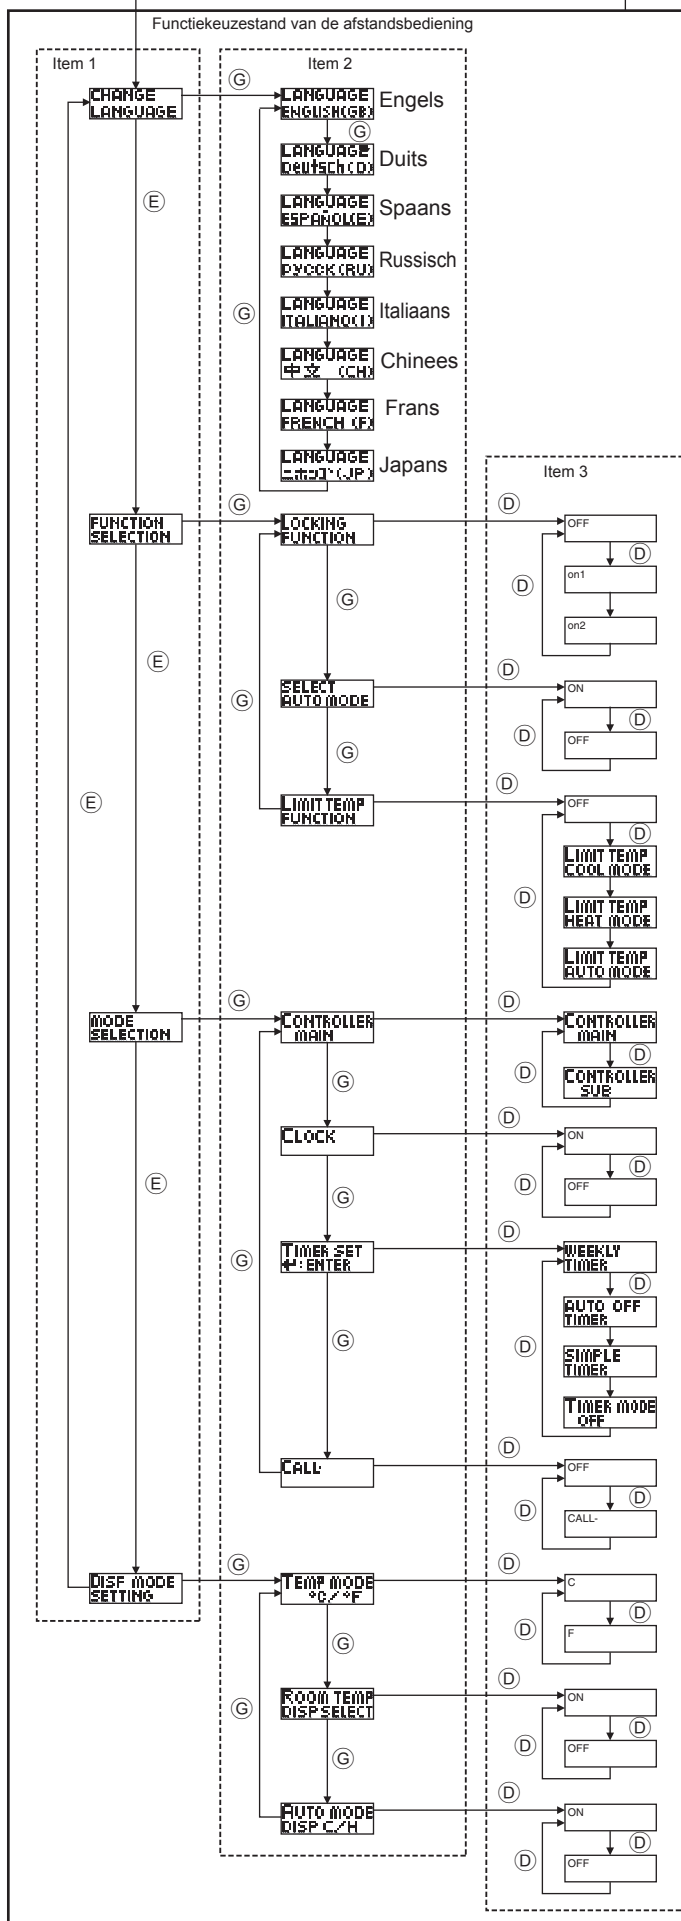 Functiekeuzestand van de afstandsbediening
Item 1
Item 2
CHANGE
LANGUAGE
G
LANGUAGE
ENGLISH(GB)
Engels
G
LANGUAGE
Deutsch(D)
Duits
E
LANGUAGE
ESPAÑOL(E)
Spaans
LANGUAGE
РУССК(RU)
Russisch
G
LANGUAGE
ITALIANO(I)
Italiaans
LANGUAGE
中文 (CH)
Chinees
LANGUAGE
FRENCH (F)
Frans
LANGUAGE
ニホンゴ(JP)
Japans
Item 3
FUNCTION
SELECTION
G
LOCKING
FUNCTION
D
OFF
D
D
on1
on2
G
E
SELECT
AUTO MODE
D
ON
G
D
D
OFF
G
E
LIMIT TEMP
FUNCTION
D
OFF
D
LIMIT TEMP
COOL MODE
D
LIMIT TEMP
HEAT MODE
LIMIT TEMP
AUTO MODE
MODE
SELECTION
G
CONTROLLER
MAIN
D
CONTROLLER
MAIN
D
D
CONTROLLER
SUB
G
CLOCK
D
ON
D
D
OFF
E
G
TIMER SET
↵:ENTER
D
WEEKLY
TIMER
G
D
AUTO OFF
TIMER
G
D
SIMPLE
TIMER
TIMER MODE
OFF
CALL-
D
OFF
D
D
CALL-
DISP MODE
SETTING
G
TEMP MODE
°C/°F
D
C
D
D
F
G
ROOM TEMP
DISP SELECT
D
ON
G
D
D
OFF
G
AUTO MODE
DISP C/H
D
ON
D
D
OFF